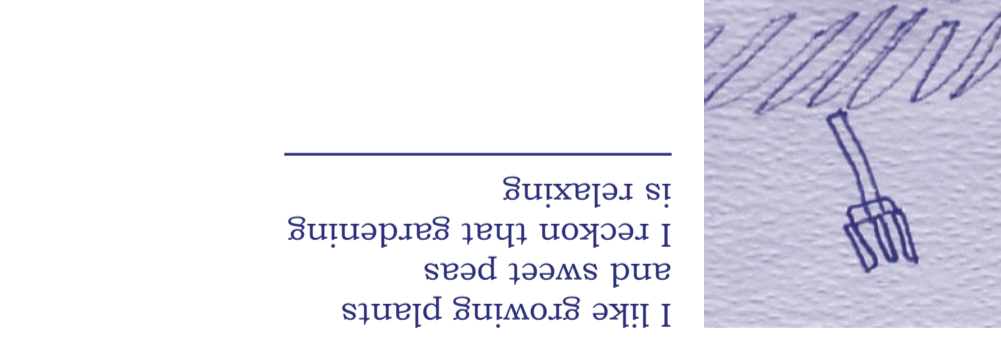 I like growing plants
and sweet peas
I reckon that gardening
is relaxing